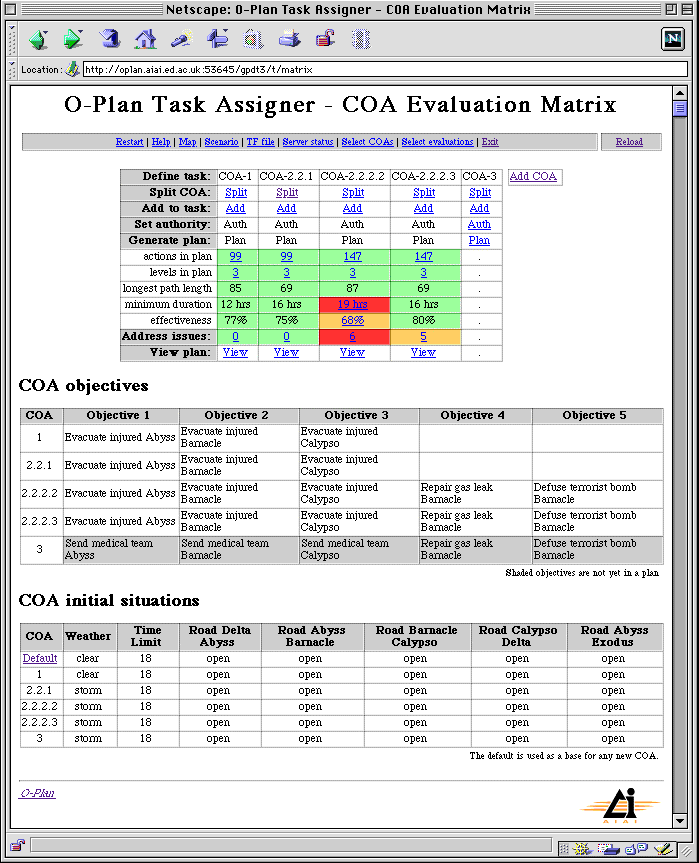 Netscape: O-Plan Task Assigner - COA Evaluation Matrix
N
Location: http://oplan.aiai.ed.ac.uk:53645/gpdt3/t/matrix
O-Plan Task Assigner - COA Evaluation Matrix
Restart | Help | Map | Scenario | TF file | Server status | Select COAs | Select evaluations | Exit Reload
Define task: COA-1 COA-2.2.1 COA-2.2.2.2 COA-2.2.2.3 COA-3 Add COA
Split COA: Split Split Split Split Split
Add to task: Add Add Add Add Add
Set authority: Auth Auth Auth Auth Auth
Generate plan: Plan Plan Plan Plan Plan
actions in plan 99 99 147 147 .
levels in plan 3 3 3 3 .
longest path length 85 69 87 69 .
minimum duration 12 hrs 16 hrs 19 hrs 16 hrs .
effectiveness 77% 75% 68% 80% .
Address issues: 0 0 6 5 .
View plan: View View View View .
COA objectives
COA Objective 1 Objective 2 Objective 3 Objective 4 Objective 5
1 Evacuate injured Abyss Evacuate injured Barnacle Evacuate injured Calypso
2.2.1 Evacuate injured Abyss Evacuate injured Barnacle Evacuate injured Calypso
2.2.2.2 Evacuate injured Abyss Evacuate injured Barnacle Evacuate injured Calypso Repair gas leak Barnacle Defuse terrorist bomb Barnacle
2.2.2.3 Evacuate injured Abyss Evacuate injured Barnacle Evacuate injured Calypso Repair gas leak Barnacle Defuse terrorist bomb Barnacle
3 Send medical team Abyss Send medical team Barnacle Send medical team Calypso Repair gas leak Barnacle Defuse terrorist bomb Barnacle
Shaded objectives are not yet in a plan
COA initial situations
COA Weather Time Limit Road Delta Abyss Road Abyss Barnacle Road Barnacle Calypso Road Calypso Delta Road Abyss Exodus
Default clear 18 open open open open open
1 clear 18 open open open open open
2.2.1 storm 18 open open open open open
2.2.2.2 storm 18 open open open open open
2.2.2.3 storm 18 open open open open open
3 storm 18 open open open open open
The default is used as a base for any new COA.
O-Plan
Ai
AIAI